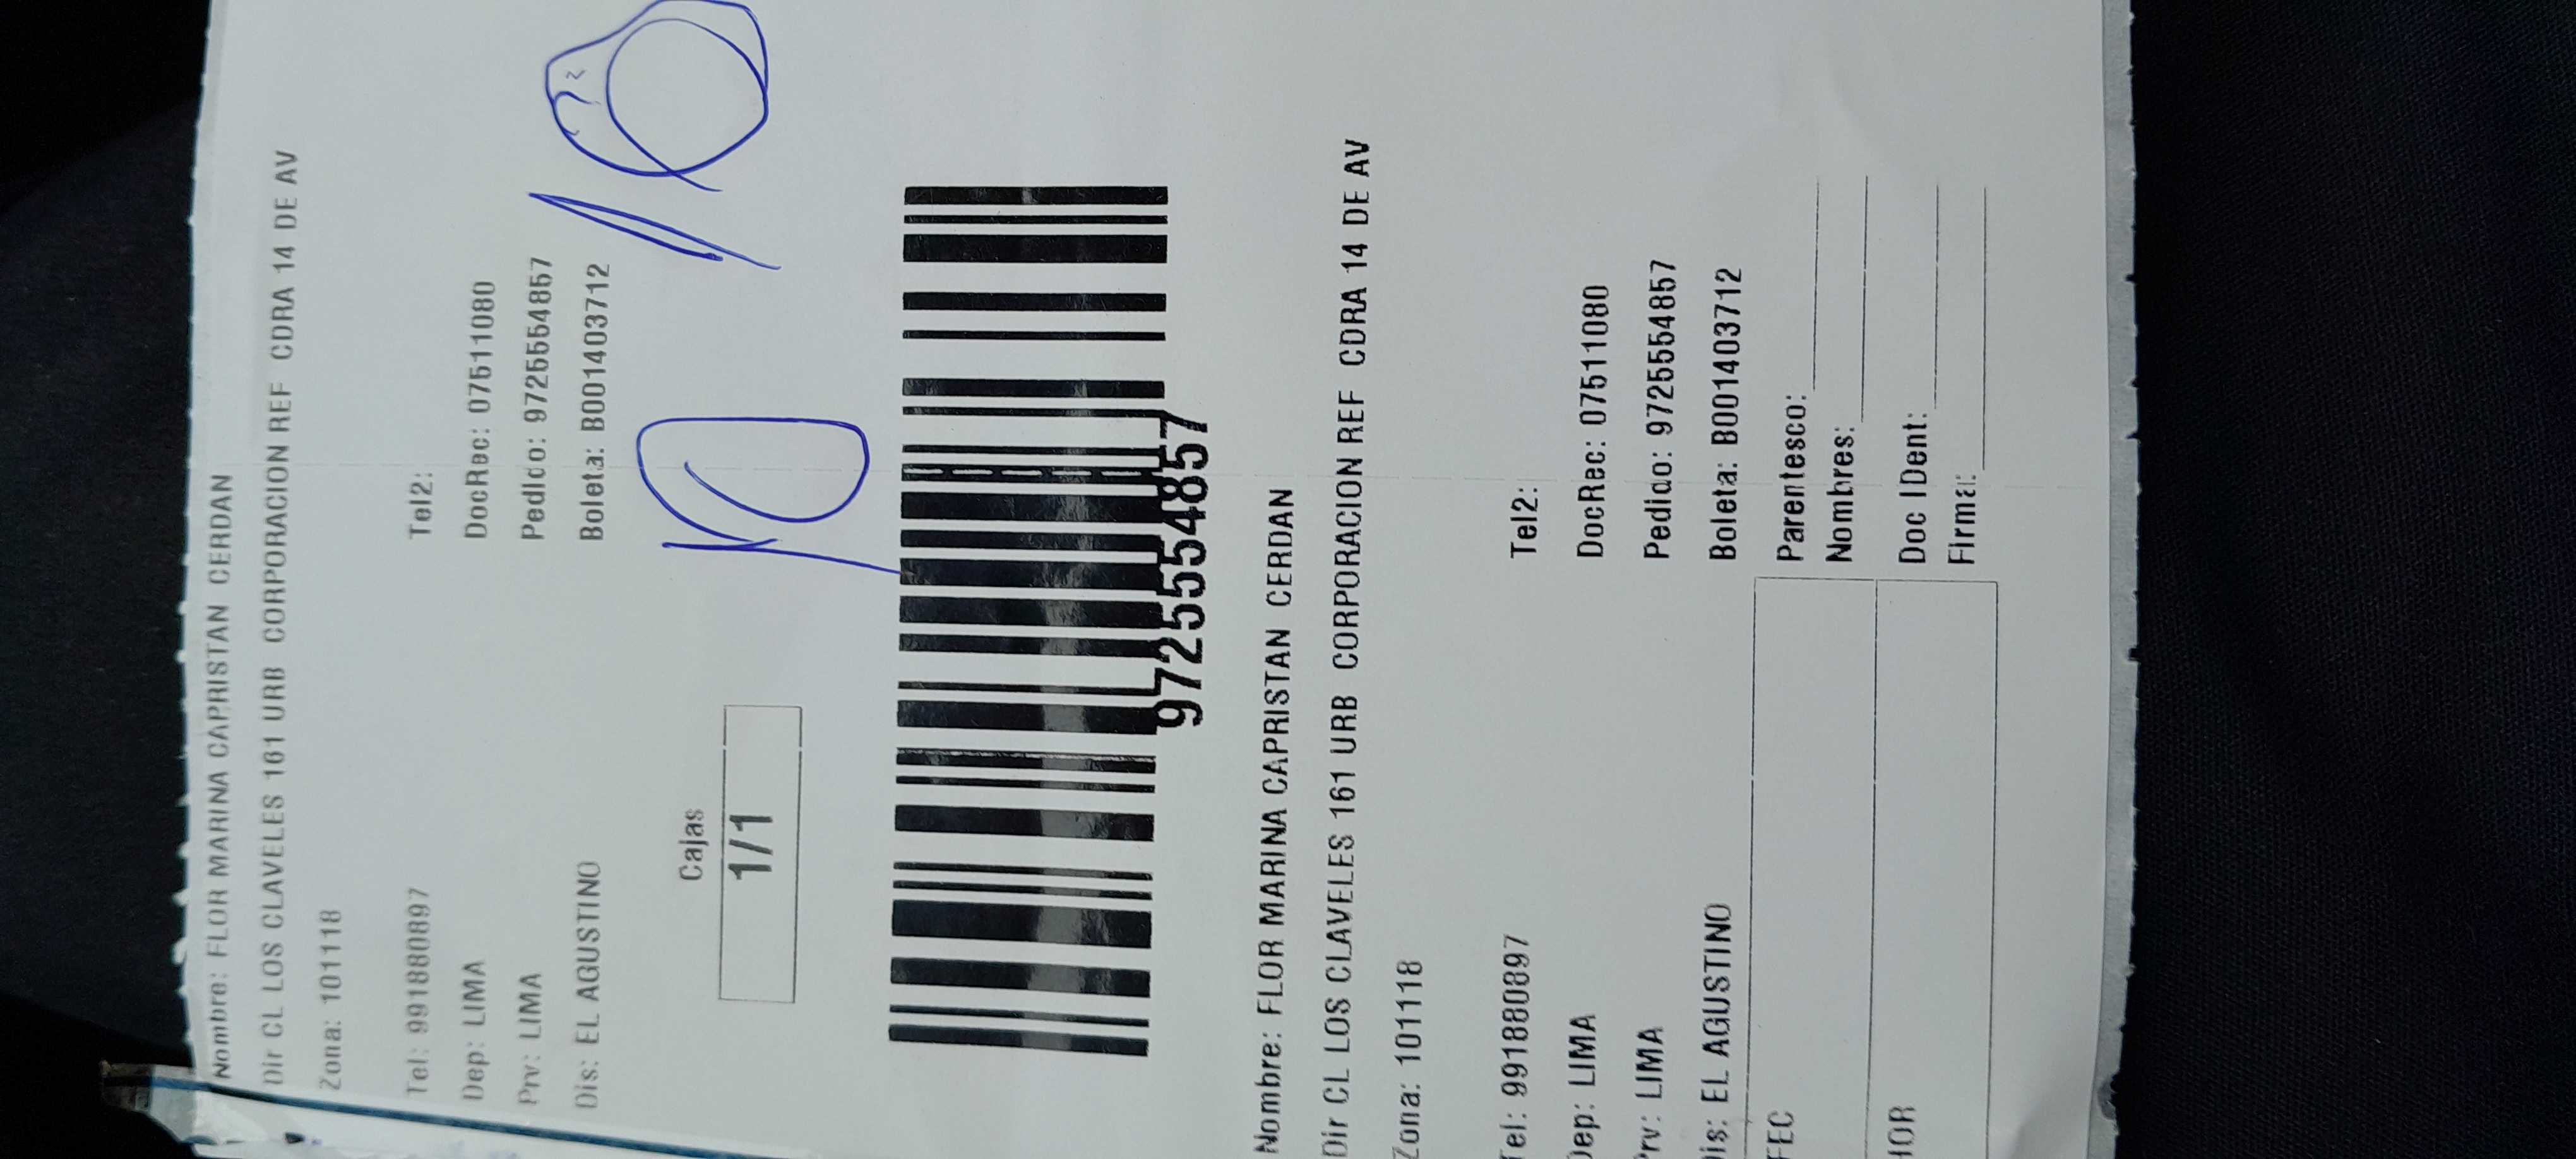 Nombre: FLOR MARINA CAPRISTAN CERDAN
Dir CL LOS CLAVELES 161 URB CORPORACION REF CDRA 14 DE AV
Zona: 101118
Tel: 991880897 Tel2:
Dep: LIMA DocRec: 07511080
Prv: LIMA Pedido: 9725554857
Dis: EL AGUSTINO Boleta: B001403712
Cajas
1/1
9725554857
Nombre: FLOR MARINA CAPRISTAN CERDAN
Dir CL LOS CLAVELES 161 URB CORPORACION REF CDRA 14 DE AV
Zona: 101118
Tel: 991880897 Tel2:
Dep: LIMA DocRec: 07511080
Prv: LIMA Pedido: 9725554857
Dis: EL AGUSTINO Boleta: B001403712
FEC Parentesco:
Nombres:
HOR Doc IDent:
Firma: